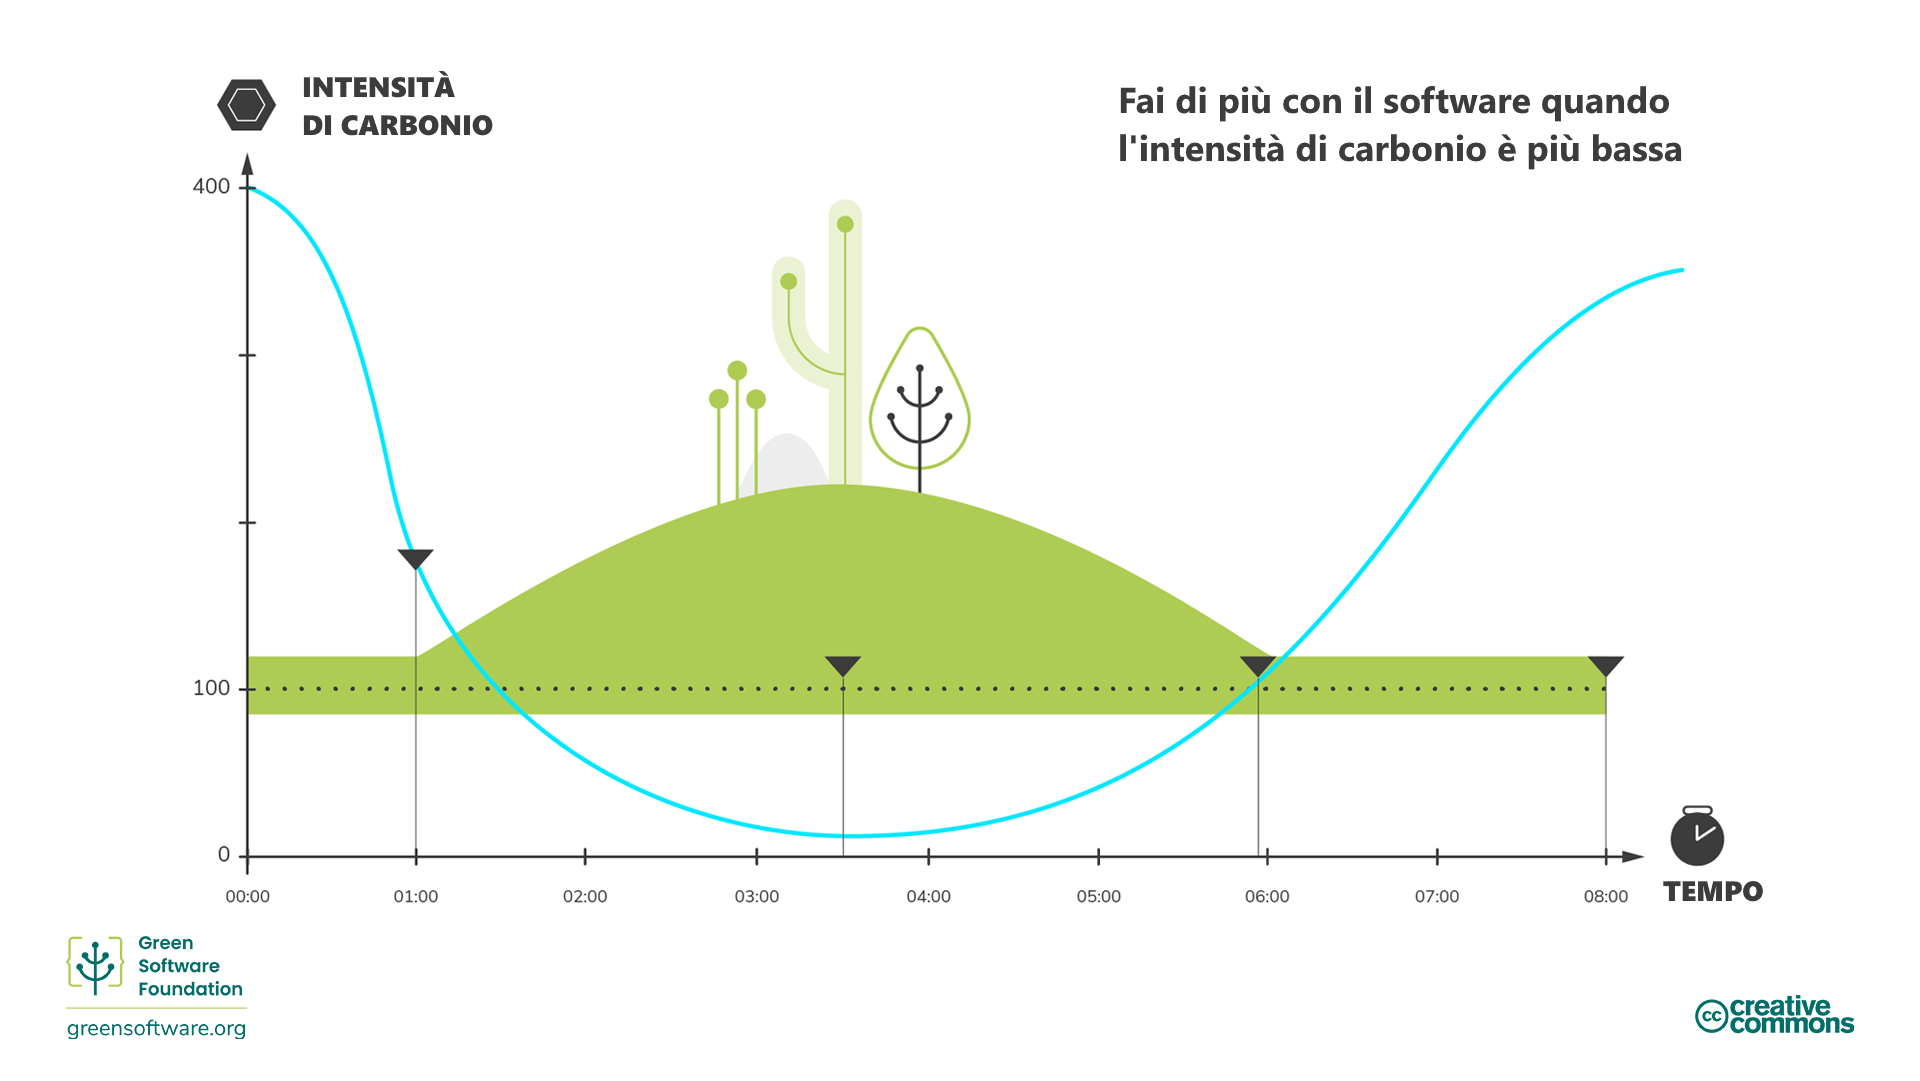 INTENSITÀ
DI CARBONIO
Fai di più con il software quando
l'intensità di carbonio è più bassa
400
100
0
00:00
01:00
02:00
03:00
04:00
05:00
06:00
07:00
08:00
TEMPO
Green
Software
Foundation
greensoftware.org
cc creative
commons